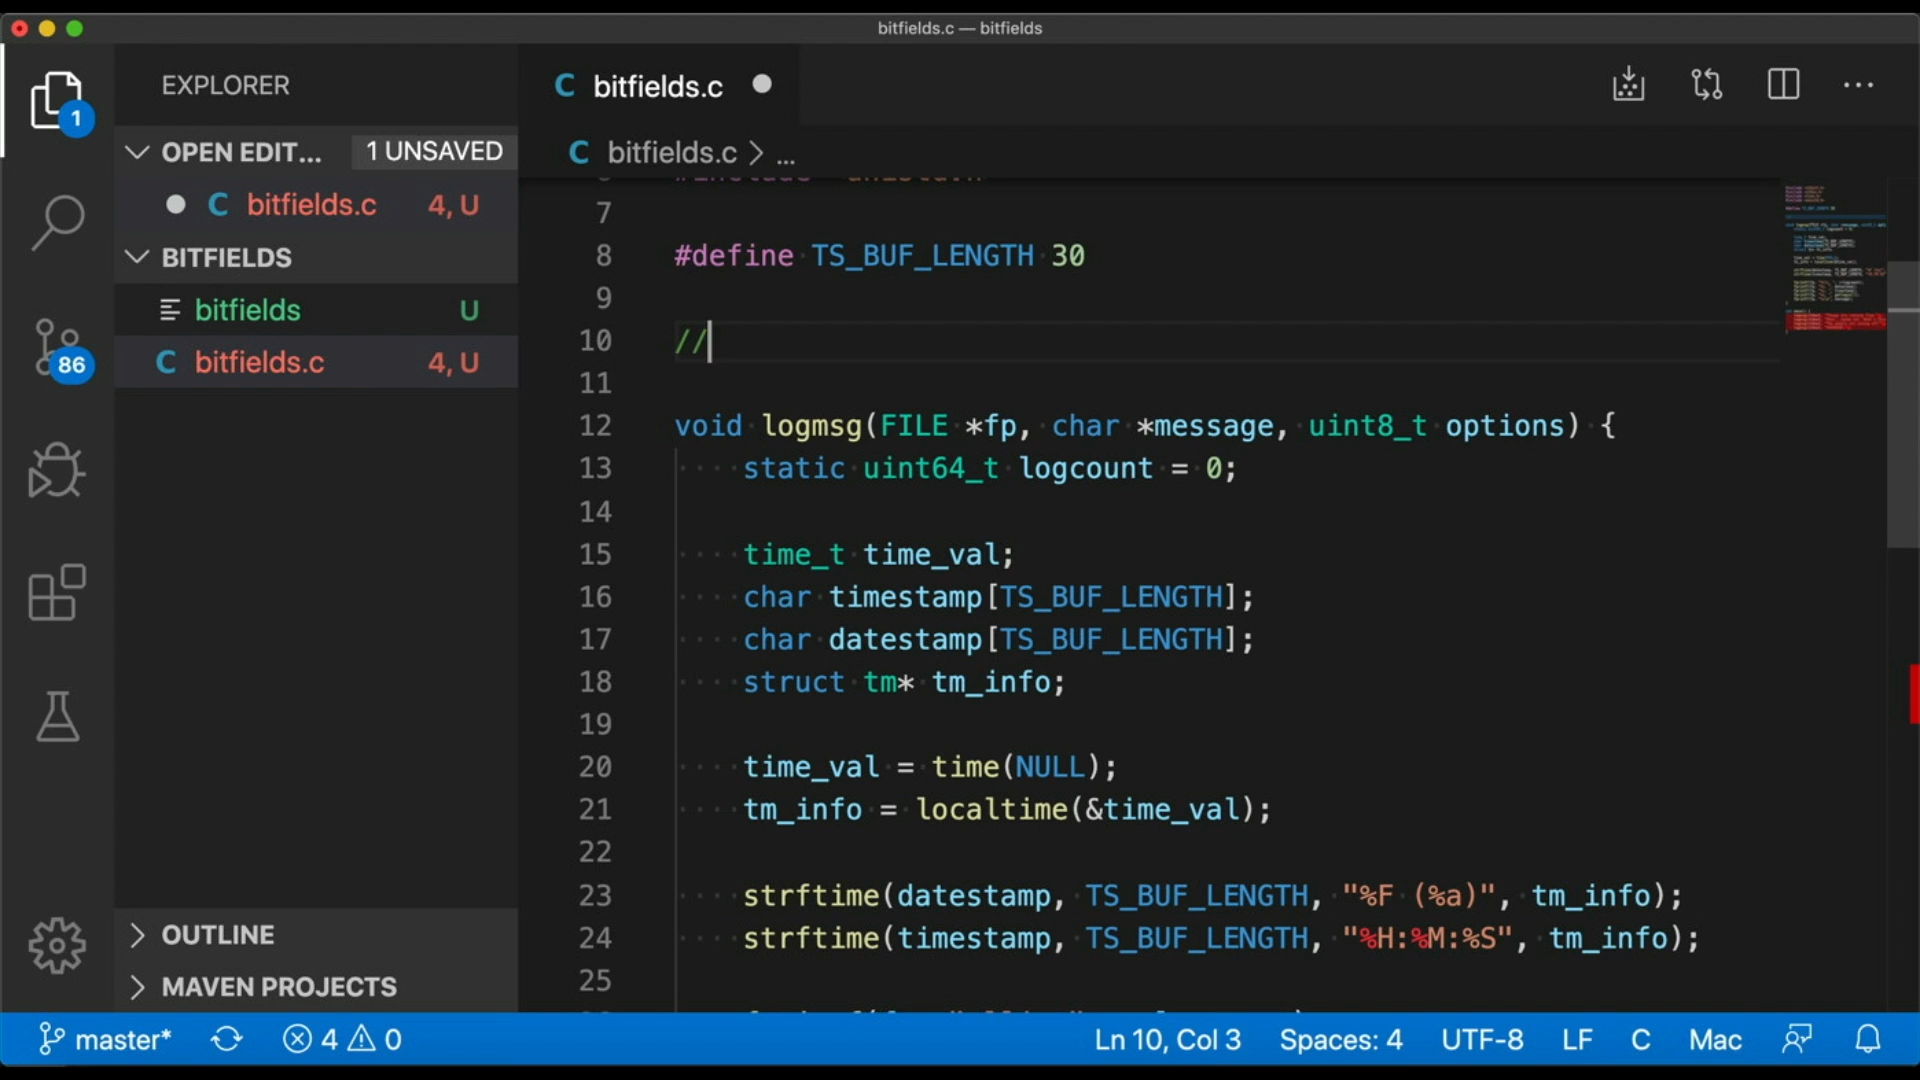 bitfields.c — bitfields
EXPLORER
1
OPEN EDIT... 1 UNSAVED
C bitfields.c 4, U
BITFIELDS
bitfields U
C bitfields.c 4, U
86
OUTLINE
MAVEN PROJECTS
C bitfields.c
C bitfields.c > ...
7
8 #define TS_BUF_LENGTH 30
9
10 //
11
12 void logmsg(FILE *fp, char *message, uint8_t options) {
13 static uint64_t logcount = 0;
14
15 time_t time_val;
16 char timestamp[TS_BUF_LENGTH];
17 char datestamp[TS_BUF_LENGTH];
18 struct tm* tm_info;
19
20 time_val = time(NULL);
21 tm_info = localtime(&time_val);
22
23 strftime(datestamp, TS_BUF_LENGTH, "%F (%a)", tm_info);
24 strftime(timestamp, TS_BUF_LENGTH, "%H:%M:%S", tm_info);
25
master* 4 0 Ln 10, Col 3 Spaces: 4 UTF-8 LF C Mac